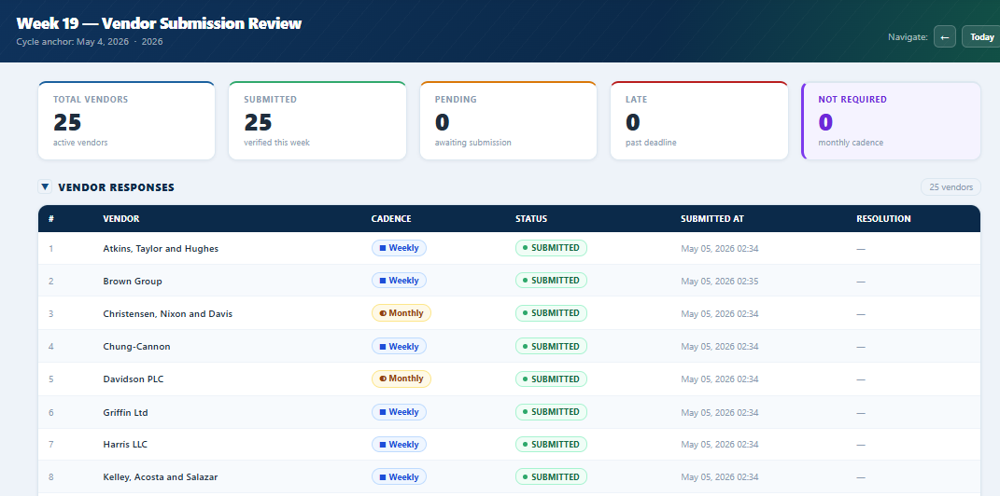 Week 19 — Vendor Submission Review
Cycle anchor: May 4, 2026 · 2026
Navigate: ← Today
TOTAL VENDORS
25
active vendors
SUBMITTED
25
verified this week
PENDING
0
awaiting submission
LATE
0
past deadline
NOT REQUIRED
0
monthly cadence
▼ VENDOR RESPONSES
25 vendors
# VENDOR CADENCE STATUS SUBMITTED AT RESOLUTION
1 Atkins, Taylor and Hughes Weekly SUBMITTED May 05, 2026 02:34 —
2 Brown Group Weekly SUBMITTED May 05, 2026 02:35 —
3 Christensen, Nixon and Davis Monthly SUBMITTED May 05, 2026 02:34 —
4 Chung-Cannon Weekly SUBMITTED May 05, 2026 02:34 —
5 Davidson PLC Monthly SUBMITTED May 05, 2026 02:34 —
6 Griffin Ltd Weekly SUBMITTED May 05, 2026 02:34 —
7 Harris LLC Weekly SUBMITTED May 05, 2026 02:34 —
8 Kelley, Acosta and Salazar Weekly SUBMITTED May 05, 2026 02:34 —